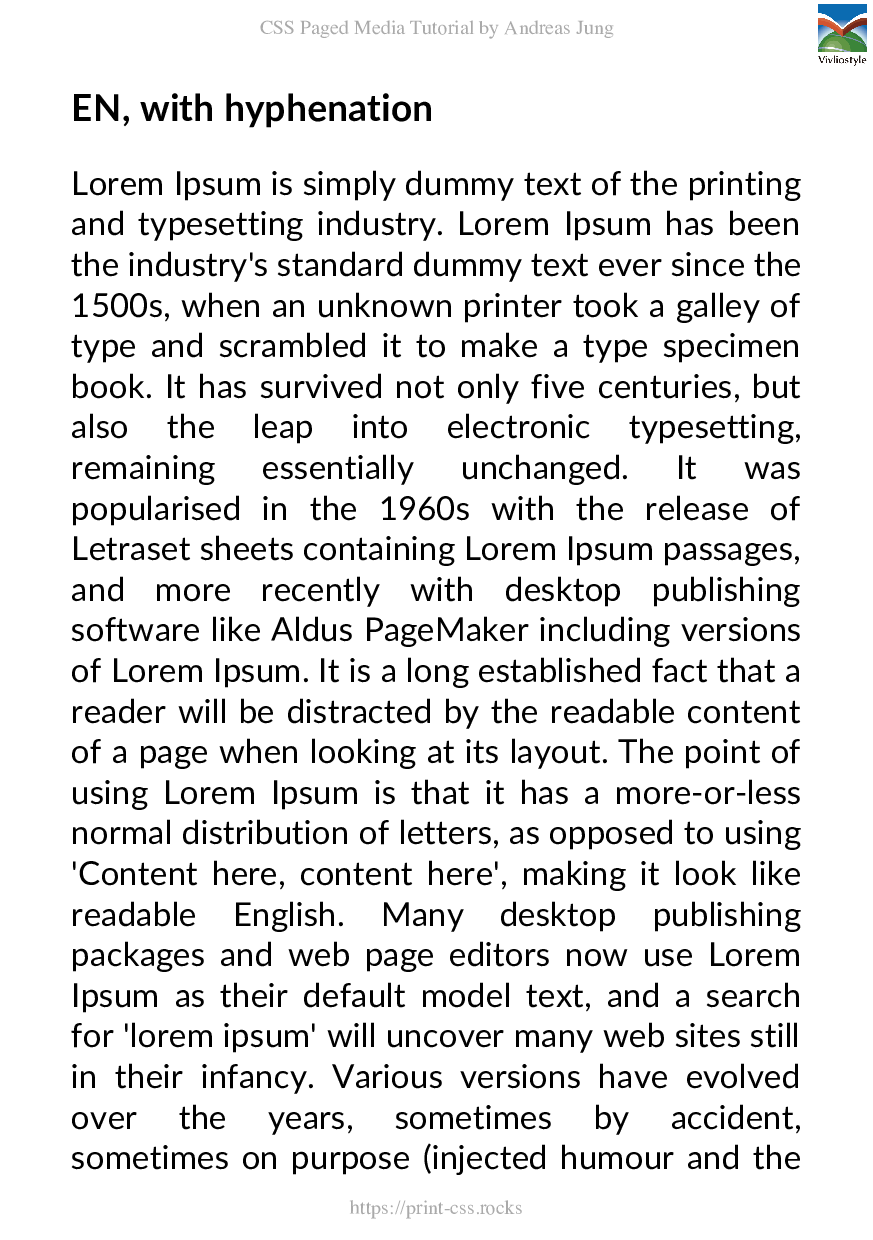 CSS Paged Media Tutorial by Andreas Jung
Vivliostyle
EN, with hyphenation
Lorem Ipsum is simply dummy text of the printing
and typesetting industry. Lorem Ipsum has been
the industry's standard dummy text ever since the
1500s, when an unknown printer took a galley of
type and scrambled it to make a type specimen
book. It has survived not only five centuries, but
also the leap into electronic typesetting,
remaining essentially unchanged. It was
popularised in the 1960s with the release of
Letraset sheets containing Lorem Ipsum passages,
and more recently with desktop publishing
software like Aldus PageMaker including versions
of Lorem Ipsum. It is a long established fact that a
reader will be distracted by the readable content
of a page when looking at its layout. The point of
using Lorem Ipsum is that it has a more-or-less
normal distribution of letters, as opposed to using
'Content here, content here', making it look like
readable English. Many desktop publishing
packages and web page editors now use Lorem
Ipsum as their default model text, and a search
for 'lorem ipsum' will uncover many web sites still
in their infancy. Various versions have evolved
over the years, sometimes by accident,
sometimes on purpose (injected humour and the
https://print-css.rocks